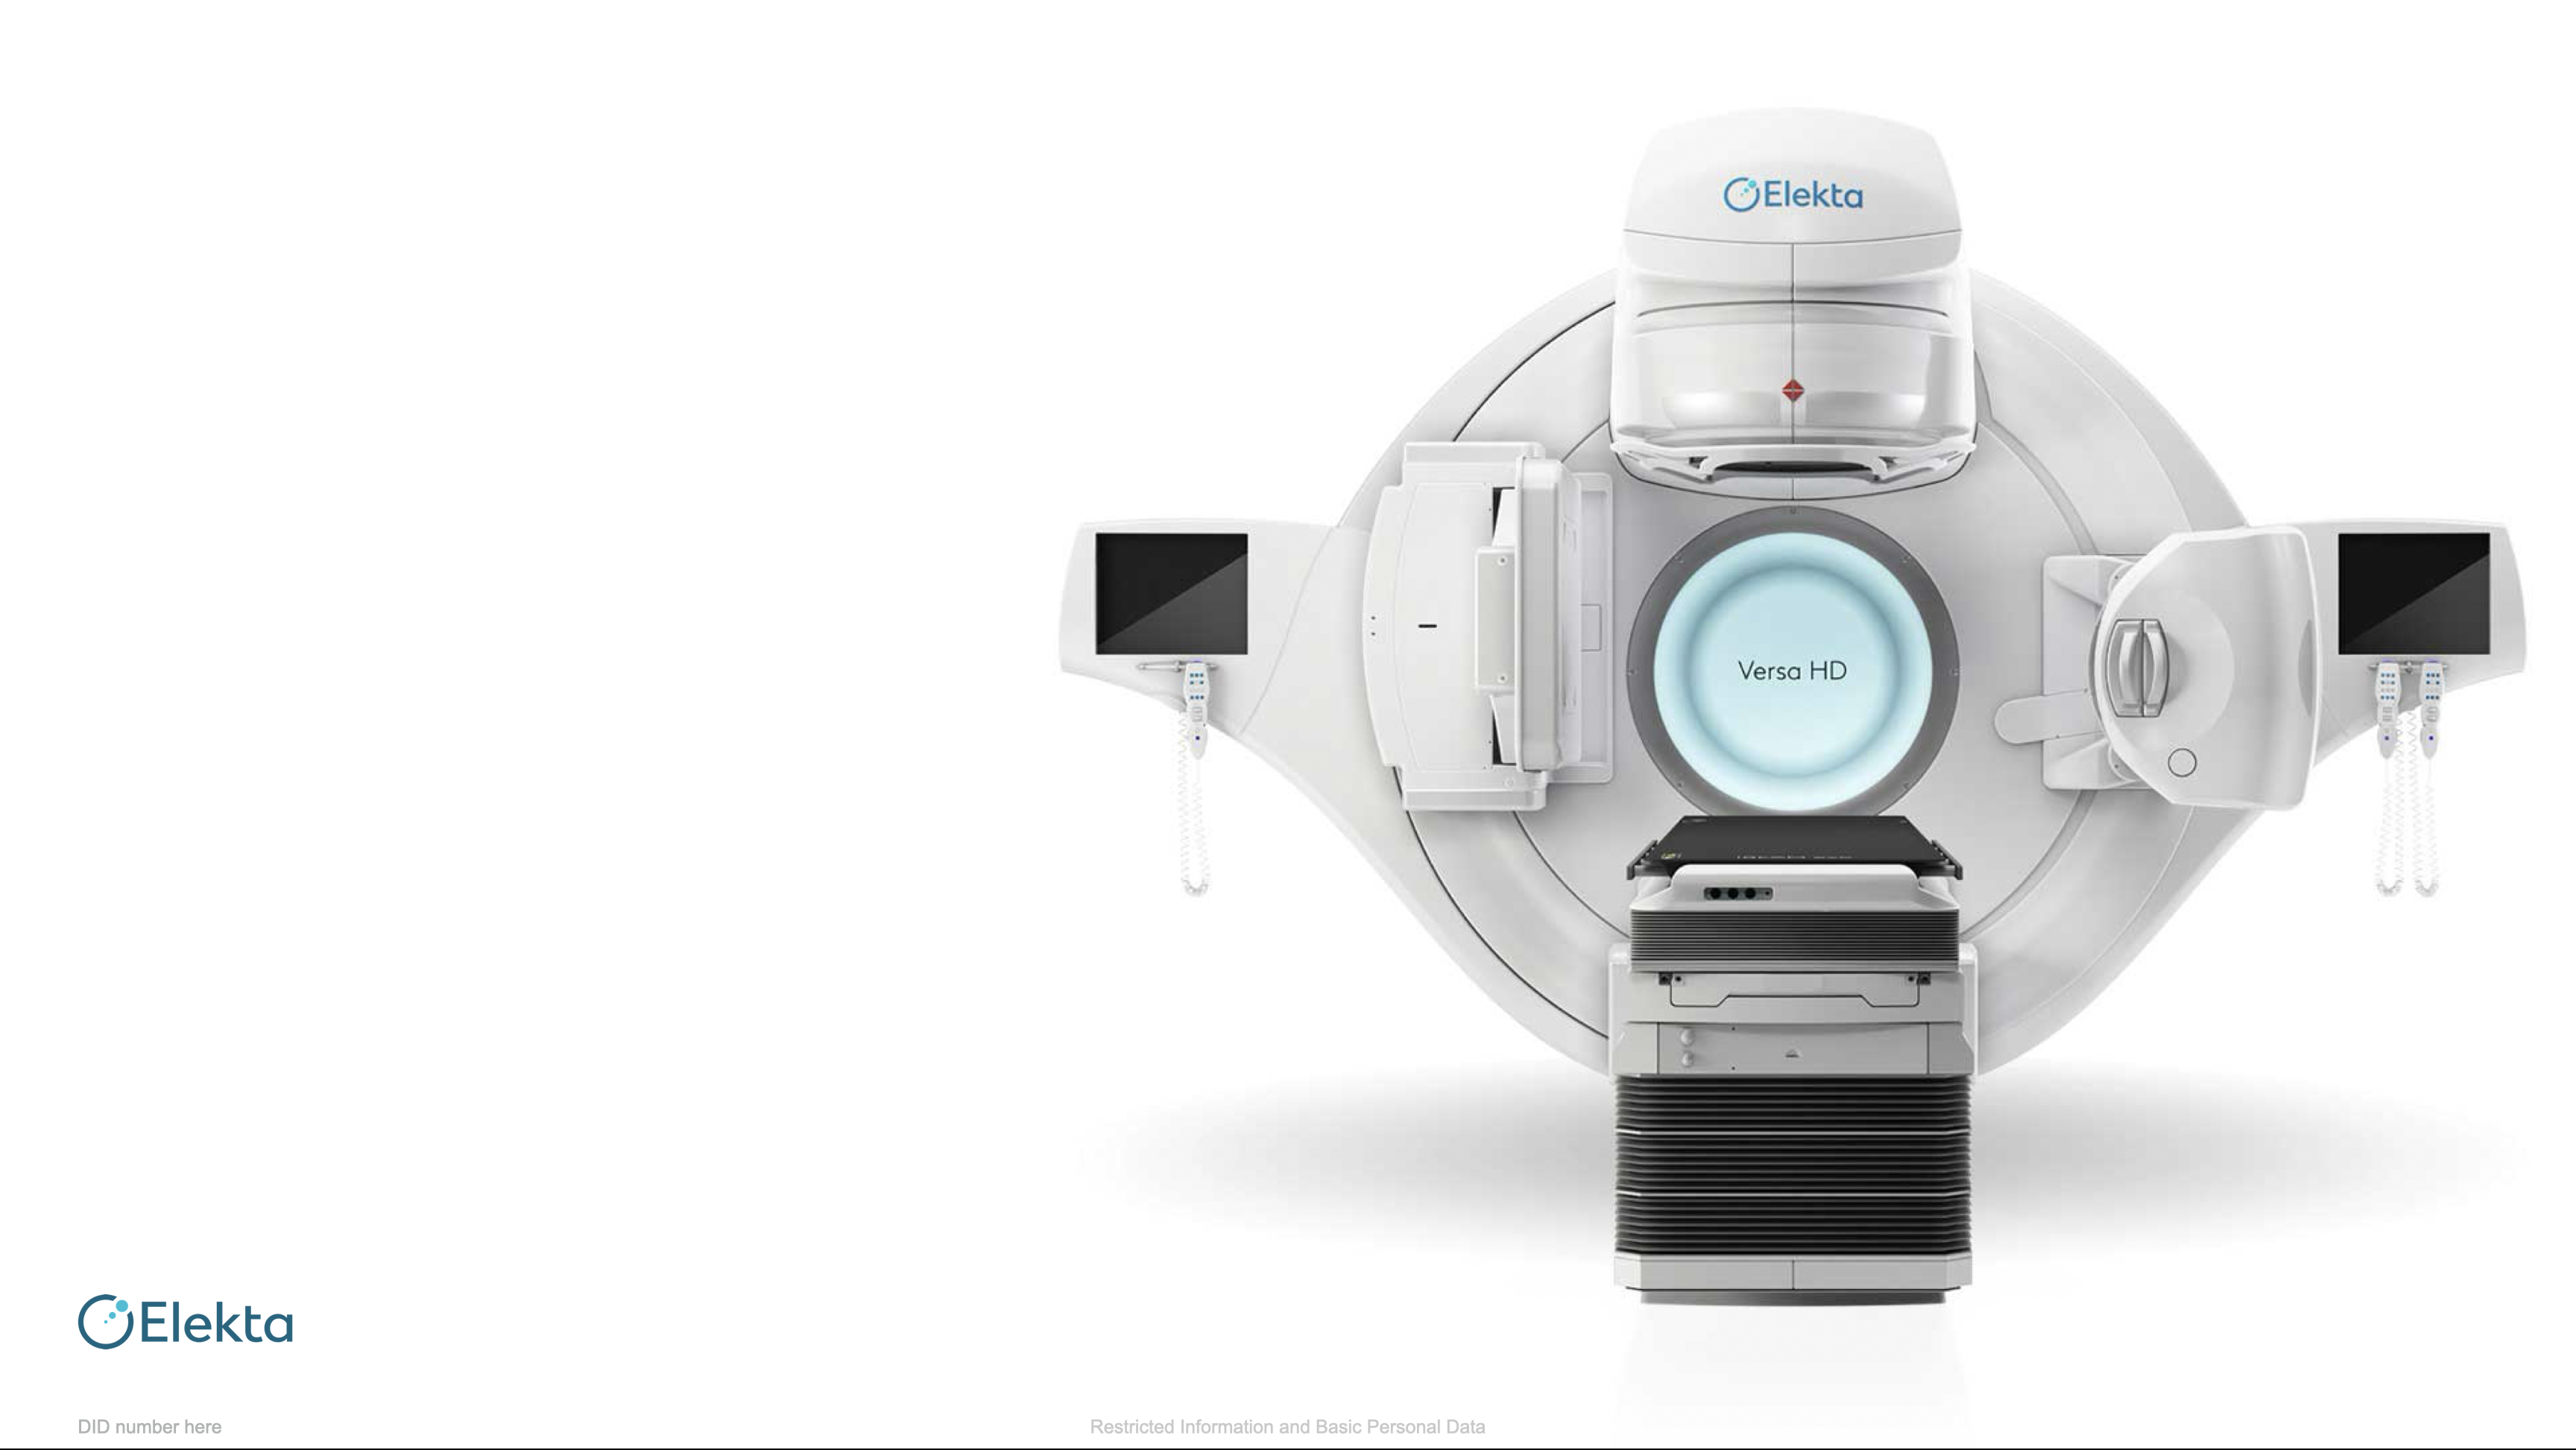 Elekta
Versa HD
Elekta
DID number here
Restricted Information and Basic Personal Data